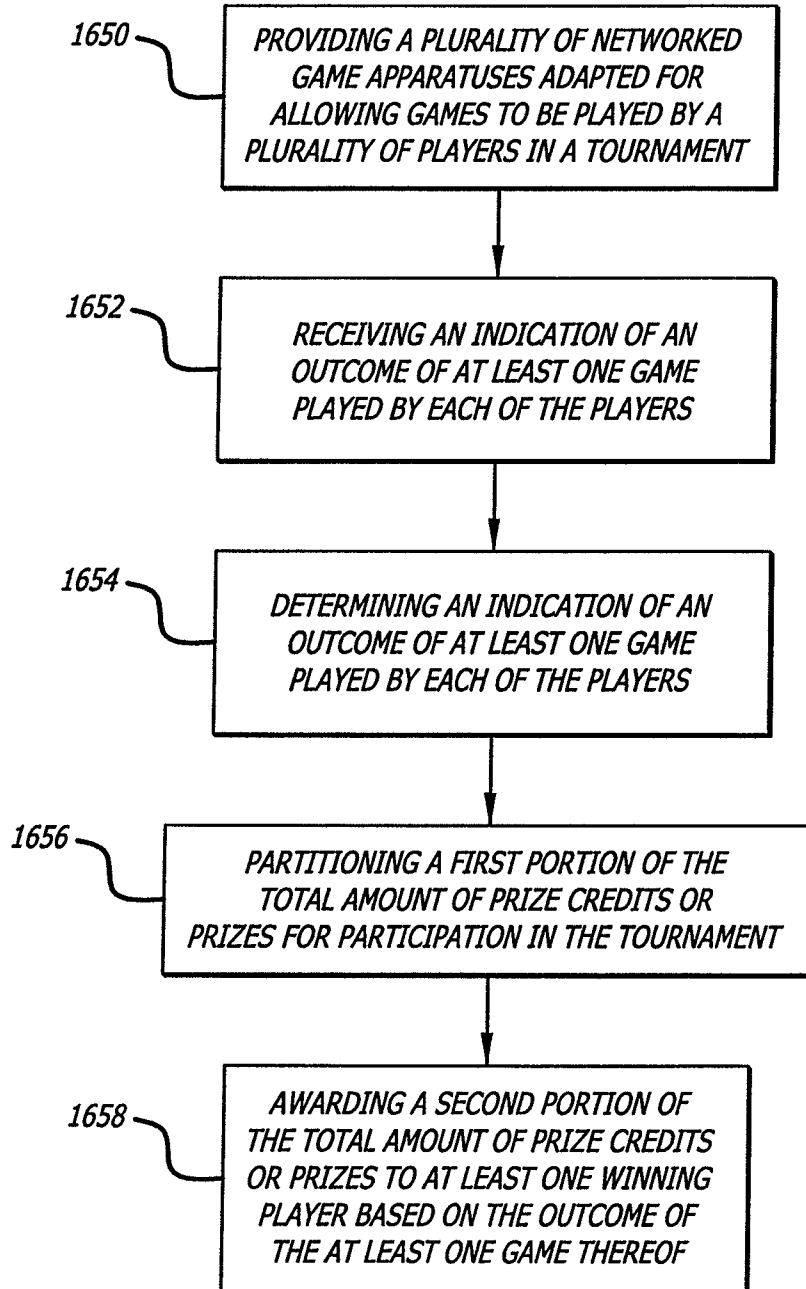 1650
PROVIDING A PLURALITY OF NETWORKED
GAME APPARATUSES ADAPTED FOR
ALLOWING GAMES TO BE PLAYED BY A
PLURALITY OF PLAYERS IN A TOURNAMENT
1652
RECEIVING AN INDICATION OF AN
OUTCOME OF AT LEAST ONE GAME
PLAYED BY EACH OF THE PLAYERS
1654
DETERMINING AN INDICATION OF AN
OUTCOME OF AT LEAST ONE GAME
PLAYED BY EACH OF THE PLAYERS
1656
PARTITIONING A FIRST PORTION OF THE
TOTAL AMOUNT OF PRIZE CREDITS OR
PRIZES FOR PARTICIPATION IN THE TOURNAMENT
1658
AWARDING A SECOND PORTION OF
THE TOTAL AMOUNT OF PRIZE CREDITS
OR PRIZES TO AT LEAST ONE WINNING
PLAYER BASED ON THE OUTCOME OF
THE AT LEAST ONE GAME THEREOF